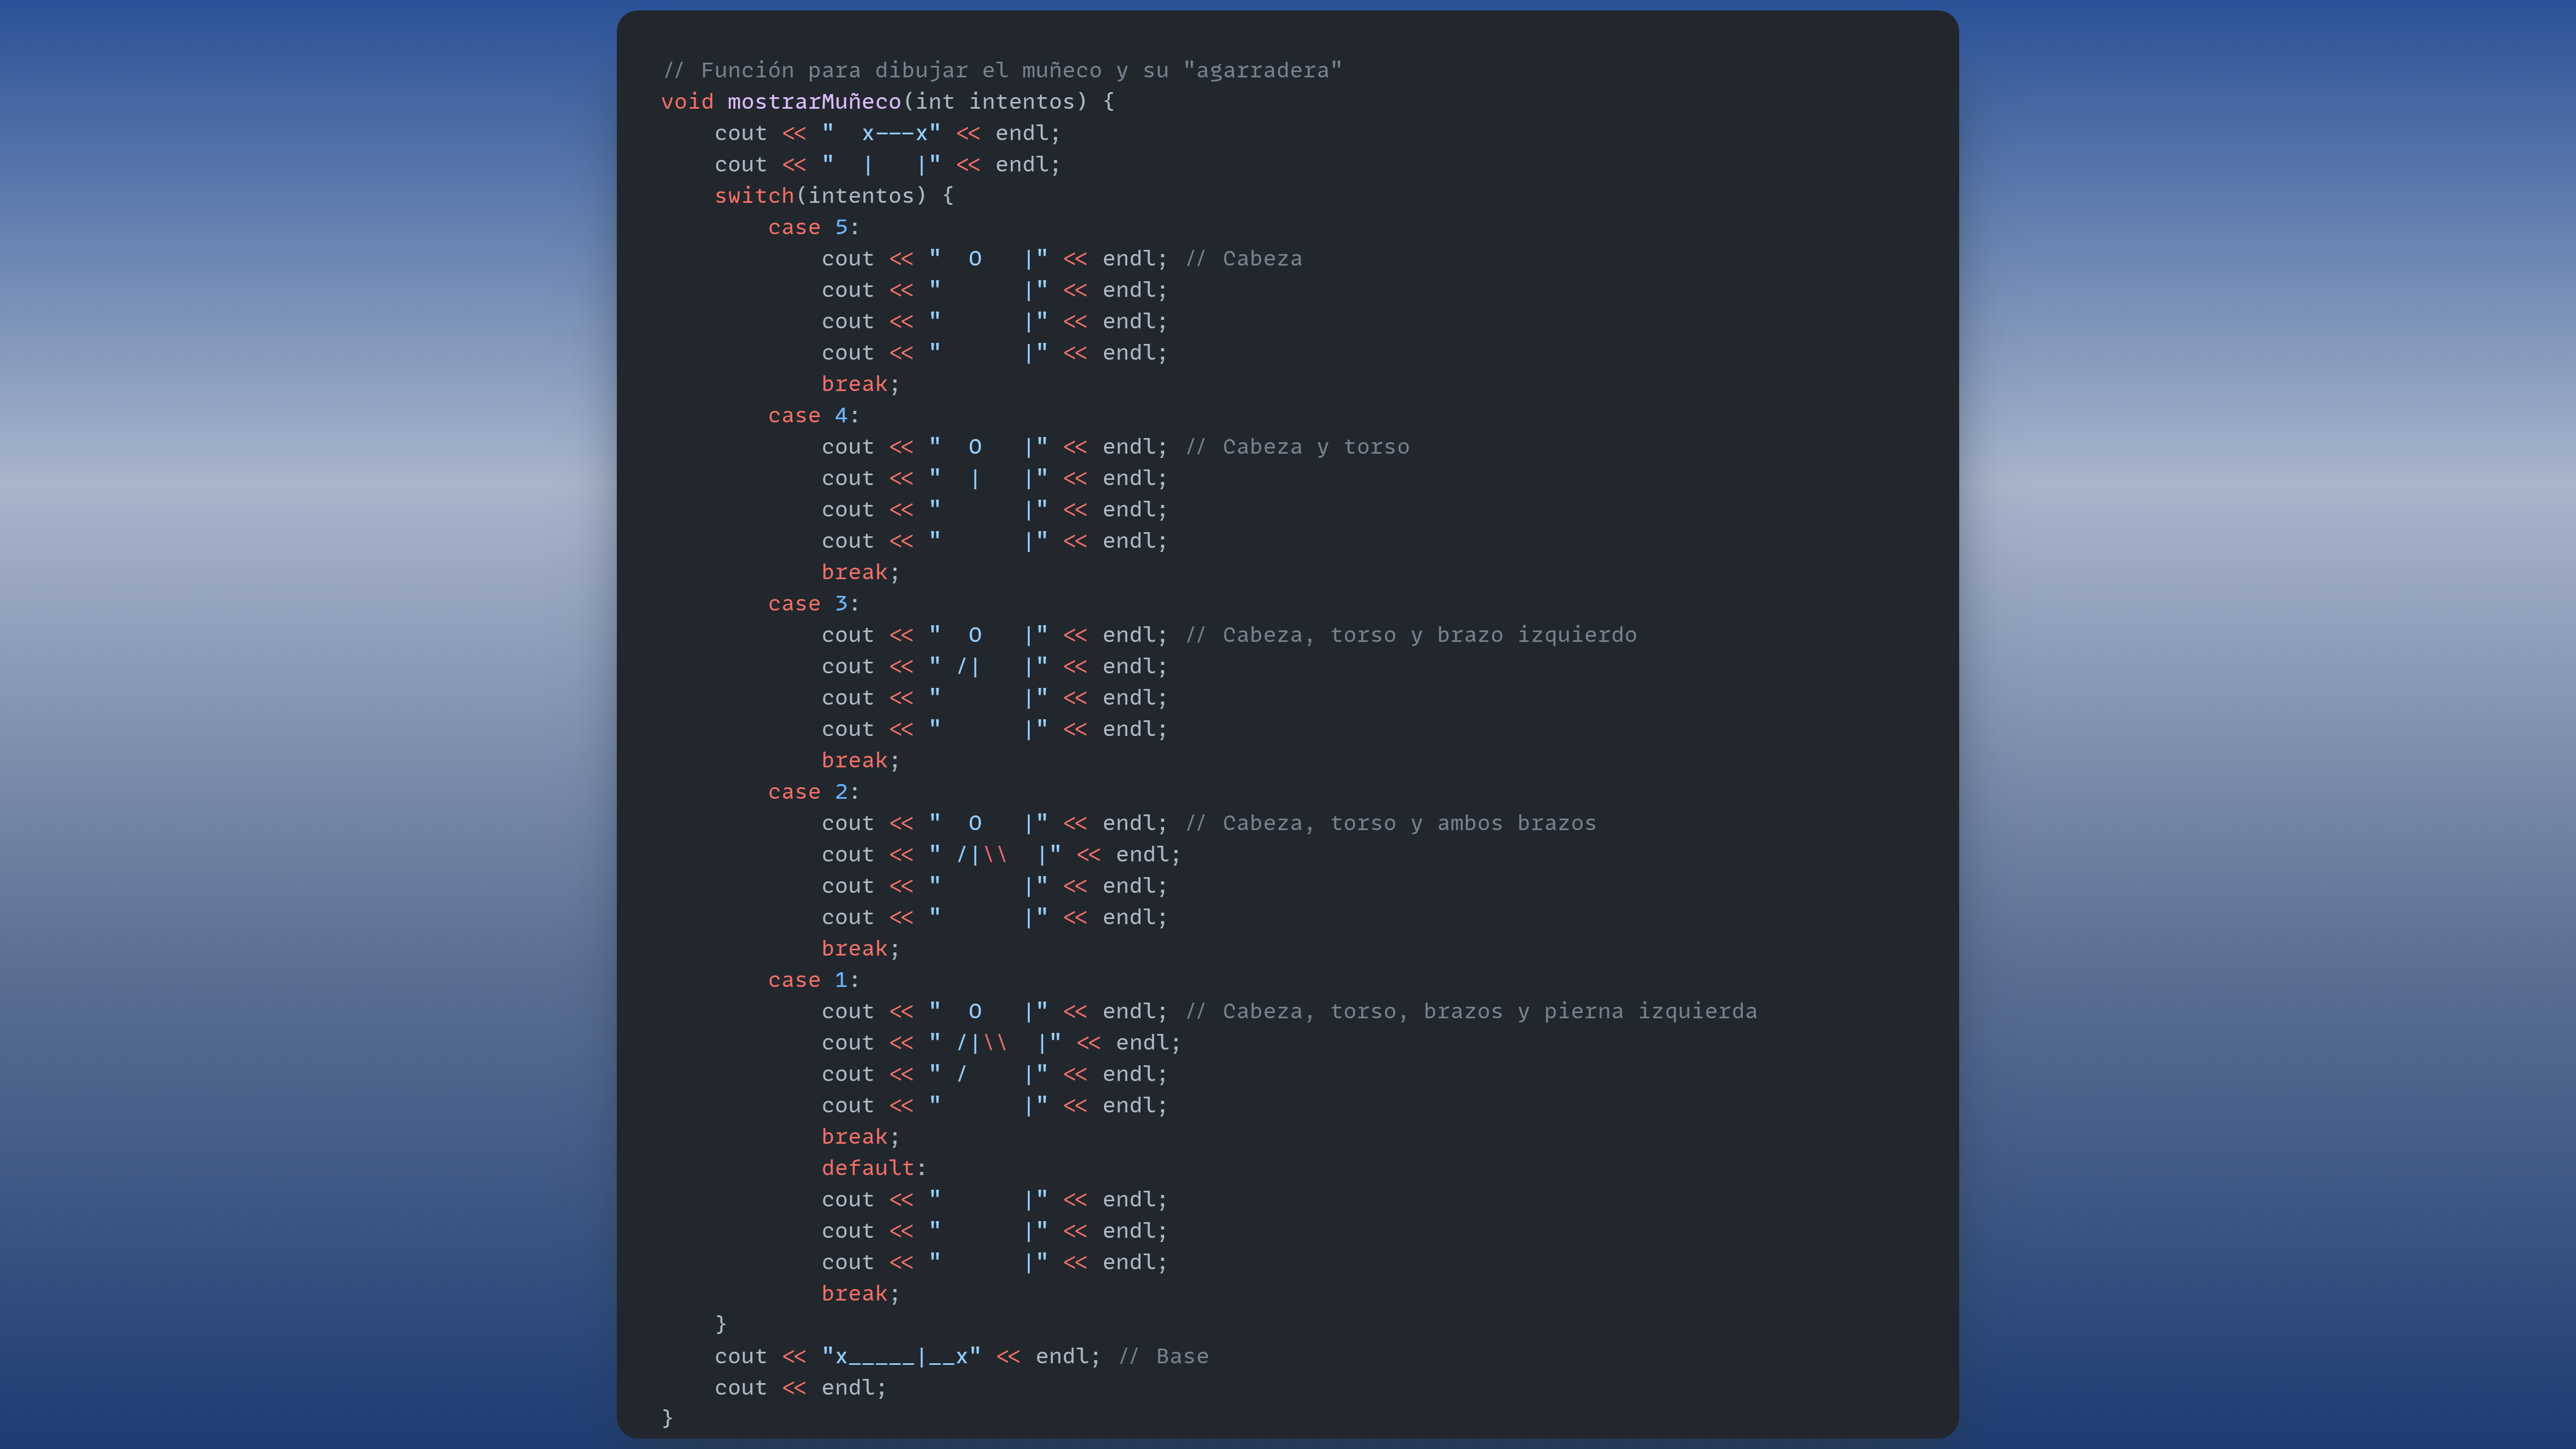 // Función para dibujar el muñeco y su "agarradera"
void mostrarMuñeco(int intentos) {
    cout << "  x---x" << endl;
    cout << "  |   |" << endl;
    switch(intentos) {
        case 5:
            cout << "  O   |" << endl; // Cabeza
            cout << "      |" << endl;
            cout << "      |" << endl;
            cout << "      |" << endl;
            break;
        case 4:
            cout << "  O   |" << endl; // Cabeza y torso
            cout << "  |   |" << endl;
            cout << "      |" << endl;
            cout << "      |" << endl;
            break;
        case 3:
            cout << "  O   |" << endl; // Cabeza, torso y brazo izquierdo
            cout << " /|   |" << endl;
            cout << "      |" << endl;
            cout << "      |" << endl;
            break;
        case 2:
            cout << "  O   |" << endl; // Cabeza, torso y ambos brazos
            cout << " /|\\  |" << endl;
            cout << "      |" << endl;
            cout << "      |" << endl;
            break;
        case 1:
            cout << "  O   |" << endl; // Cabeza, torso, brazos y pierna izquierda
            cout << " /|\\  |" << endl;
            cout << " /    |" << endl;
            cout << "      |" << endl;
            break;
            default:
            cout << "      |" << endl;
            cout << "      |" << endl;
            cout << "      |" << endl;
            break;
    }
    cout << "x_____|__x" << endl; // Base
    cout << endl;
}